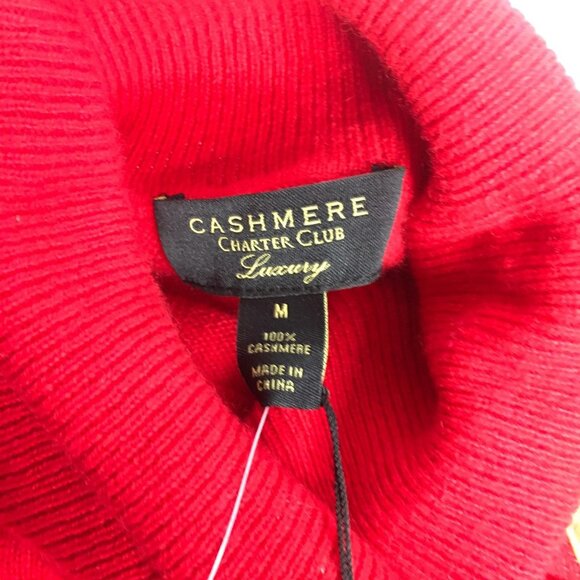 CASHMERE
CHARTER CLUB
Luxury
M
100%
CASHMERE
MADE IN
CHINA